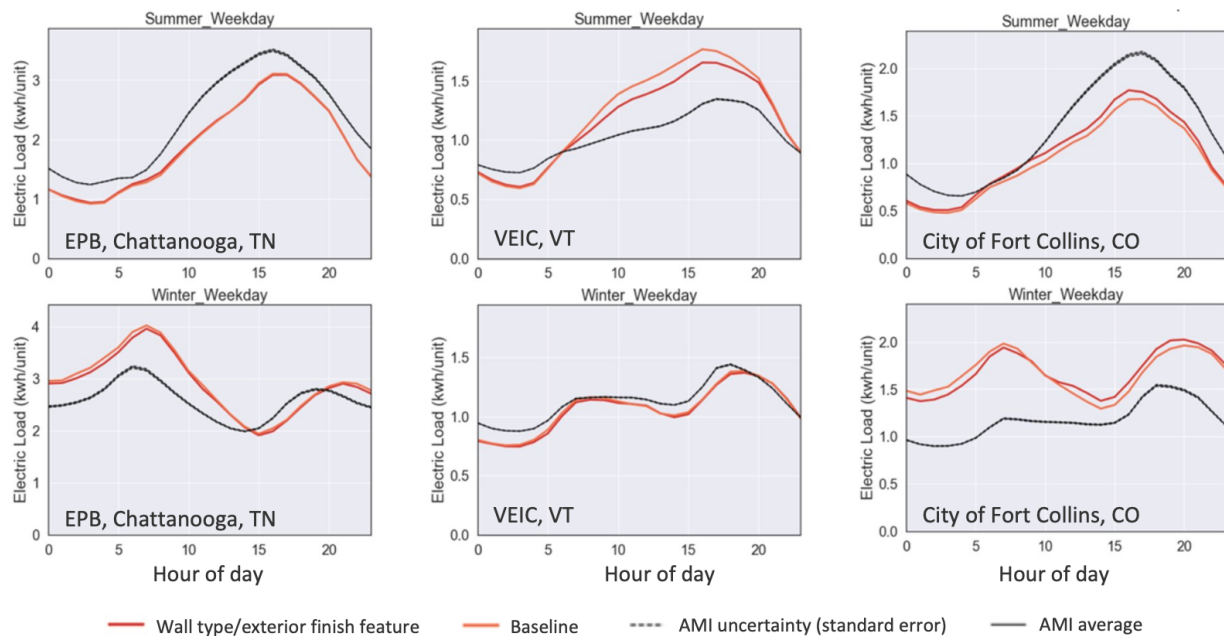 Summer_Weekday
Electric Load (kwh/unit)
3
2
1
0
EPB, Chattanooga, TN
0 5 10 15 20
Summer_Weekday
Electric Load (kwh/unit)
1.5
1.0
0.5
0.0
VEIC, VT
0 5 10 15 20
Summer_Weekday
Electric Load (kwh/unit)
2.0
1.5
1.0
0.5
0.0
City of Fort Collins, CO
0 5 10 15 20
Winter_Weekday
Electric Load (kwh/unit)
4
3
2
1
0
EPB, Chattanooga, TN
0 5 10 15 20
Hour of day
Winter_Weekday
Electric Load (kwh/unit)
1.5
1.0
0.5
0.0
VEIC, VT
0 5 10 15 20
Hour of day
Winter_Weekday
Electric Load (kwh/unit)
2.0
1.5
1.0
0.5
0.0
City of Fort Collins, CO
0 5 10 15 20
Hour of day
Wall type/exterior finish feature Baseline AMI uncertainty (standard error) AMI average